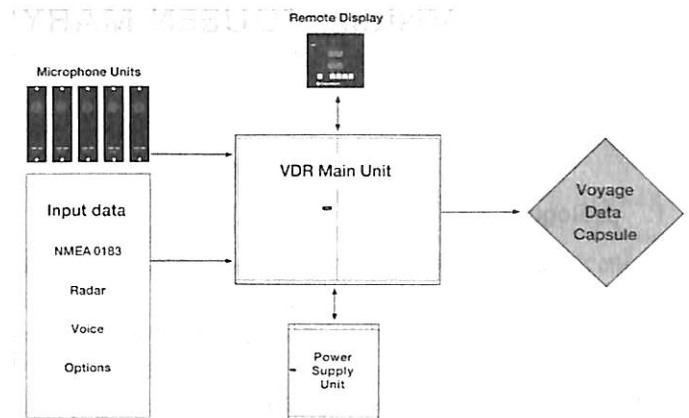 Remote Display
Microphone Units
VDR Main Unit
Voyage
Data
Capsule
Input data
NMEA 0183
Radar
Voice
Options
Power
Supply
Unit